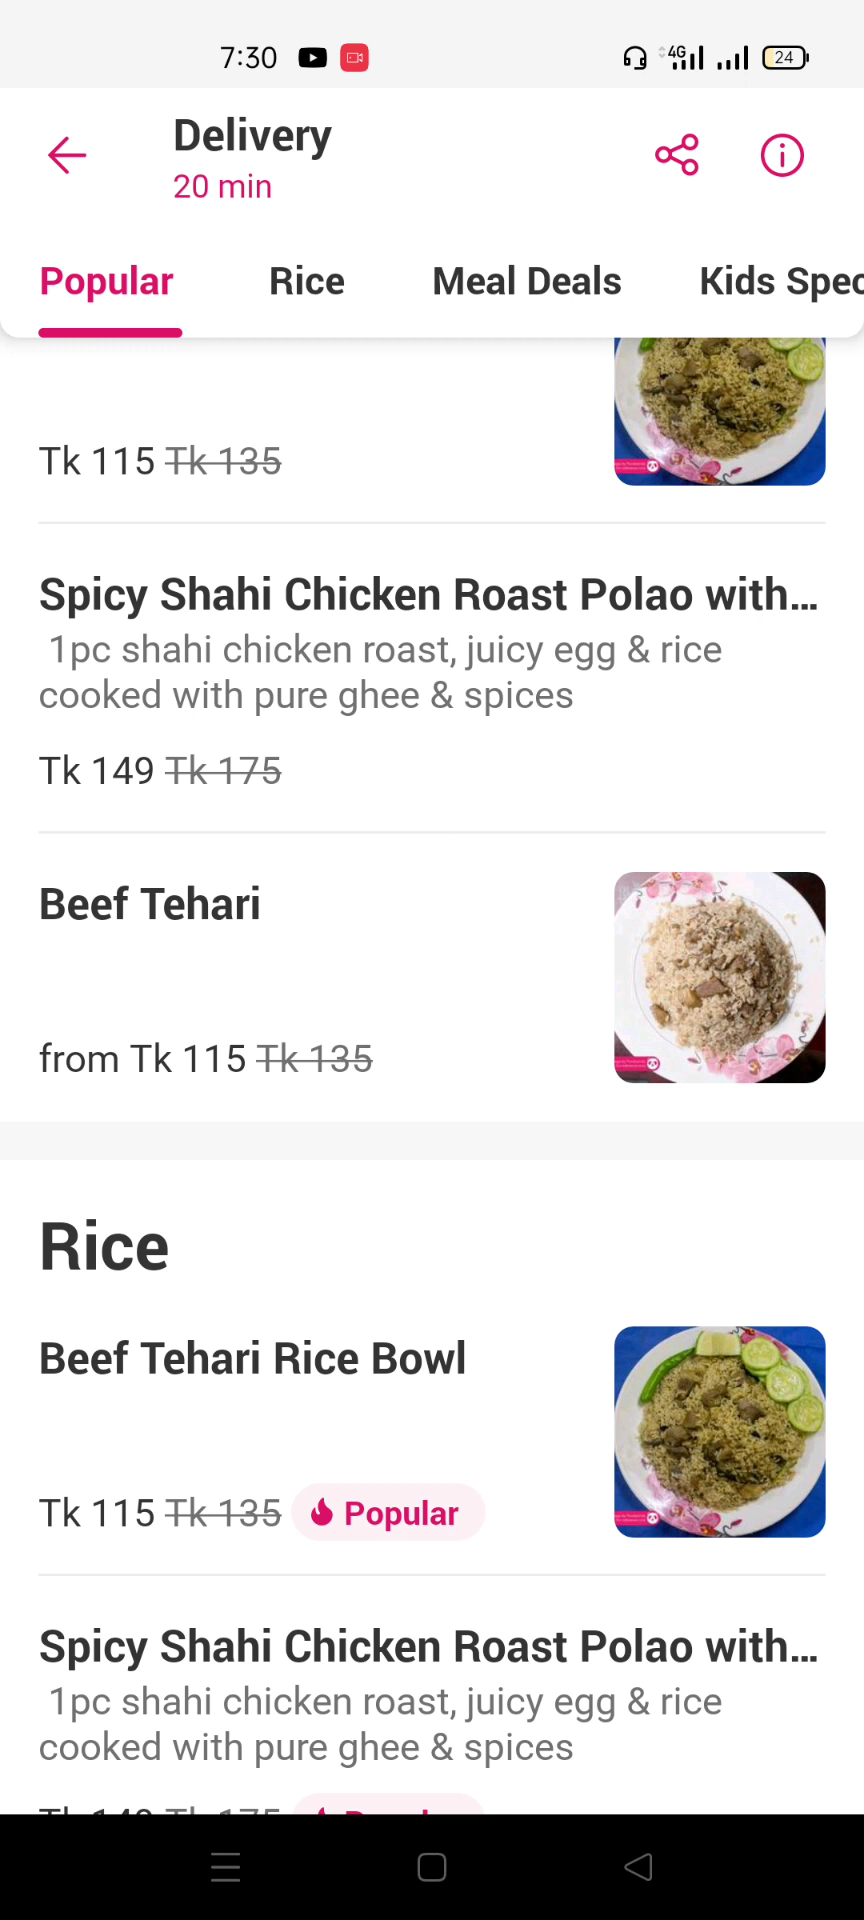 7:30 4G 24
Delivery
20 min
Popular Rice Meal Deals Kids Spec
Tk 115 Tk 135
Spicy Shahi Chicken Roast Polao with...
1pc shahi chicken roast, juicy egg & rice
cooked with pure ghee & spices
Tk 149 Tk 175
Beef Tehari
from Tk 115 Tk 135
Rice
Beef Tehari Rice Bowl
Tk 115 Tk 135 Popular
Spicy Shahi Chicken Roast Polao with...
1pc shahi chicken roast, juicy egg & rice
cooked with pure ghee & spices